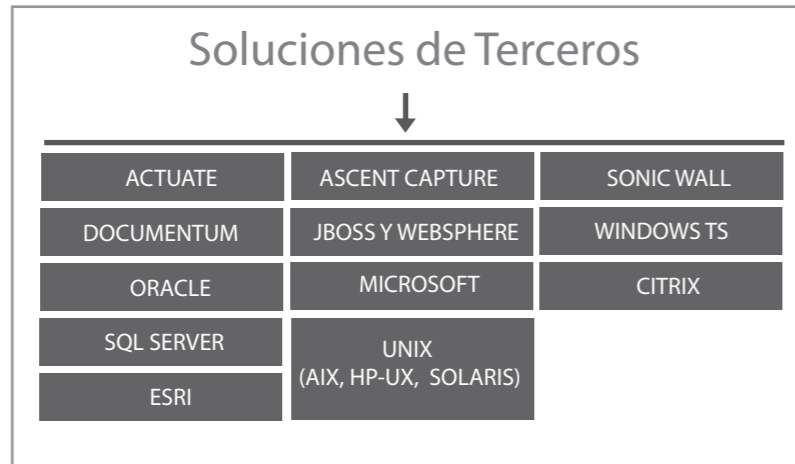 Soluciones de Terceros
ACTUATE
ASCENT CAPTURE
SONIC WALL
DOCUMENTUM
JBOSS Y WEBSPHERE
WINDOWS TS
ORACLE
MICROSOFT
CITRIX
SQL SERVER
UNIX
(AIX, HP-UX, SOLARIS)
ESRI